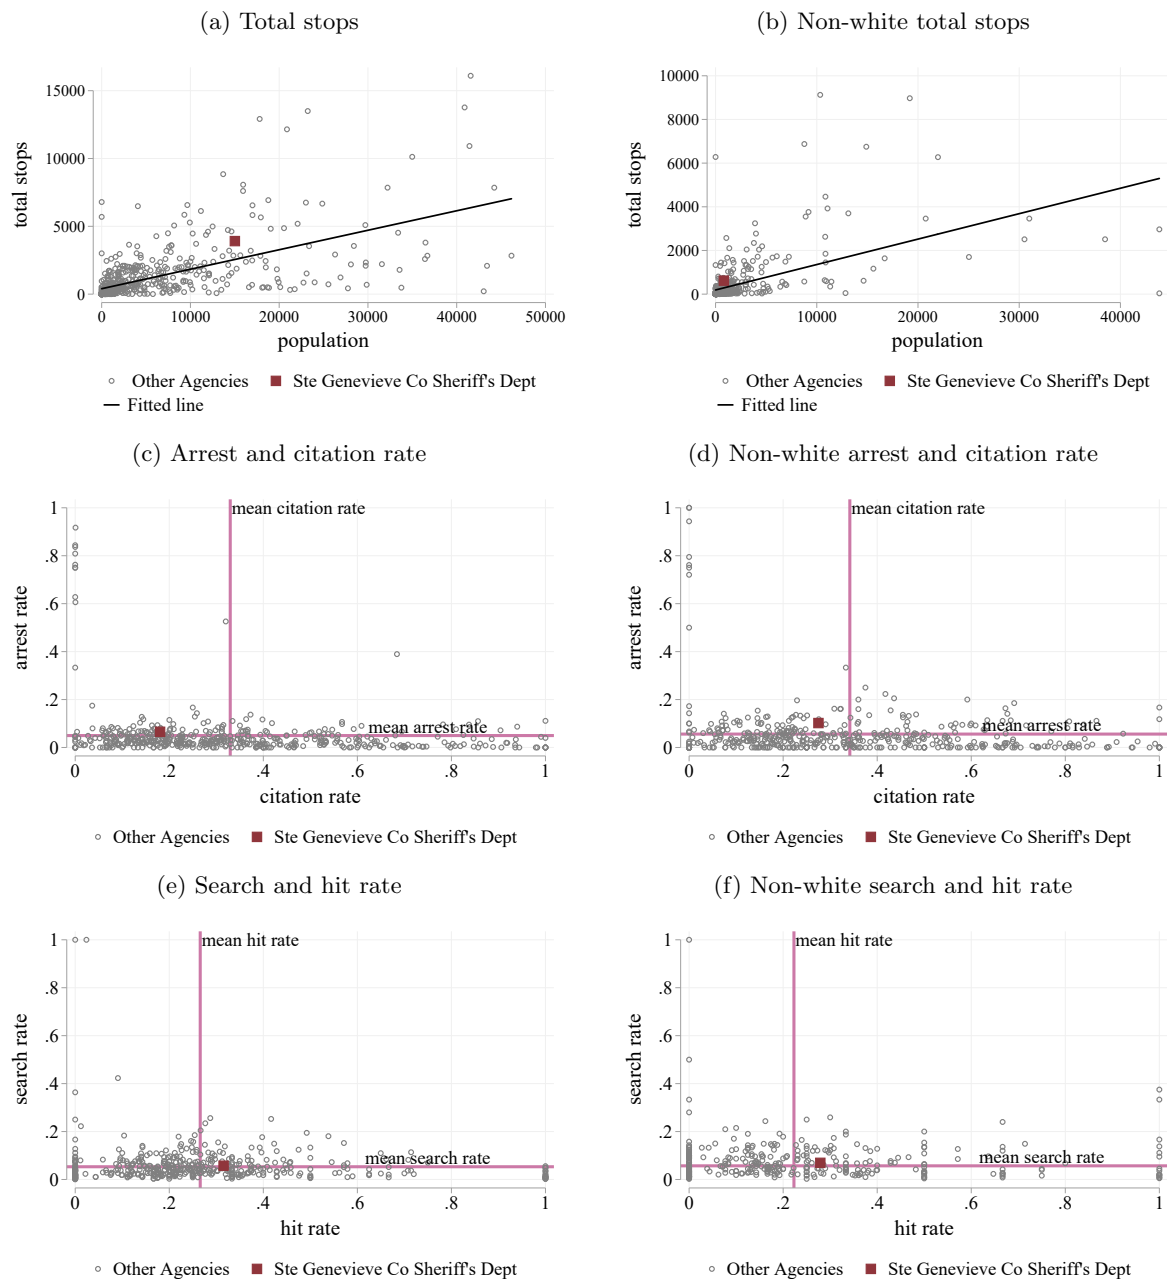 (a) Total stops
total stops
15000
10000
5000
0
0 10000 20000 30000 40000 50000
population
Other Agencies Ste Genevieve Co Sheriff's Dept
Fitted line
(b) Non-white total stops
total stops
10000
8000
6000
4000
2000
0
0 10000 20000 30000 40000
population
Other Agencies Ste Genevieve Co Sheriff's Dept
Fitted line
(c) Arrest and citation rate
mean citation rate
arrest rate
1
.8
.6
.4
.2
0
mean arrest rate
0 .2 .4 .6 .8 1
citation rate
Other Agencies Ste Genevieve Co Sheriff's Dept
(d) Non-white arrest and citation rate
mean citation rate
arrest rate
1
.8
.6
.4
.2
0
mean arrest rate
0 .2 .4 .6 .8 1
citation rate
Other Agencies Ste Genevieve Co Sheriff's Dept
(e) Search and hit rate
mean hit rate
search rate
1
.8
.6
.4
.2
0
mean search rate
0 .2 .4 .6 .8 1
hit rate
Other Agencies Ste Genevieve Co Sheriff's Dept
(f) Non-white search and hit rate
mean hit rate
search rate
1
.8
.6
.4
.2
0
mean search rate
0 .2 .4 .6 .8 1
hit rate
Other Agencies Ste Genevieve Co Sheriff's Dept